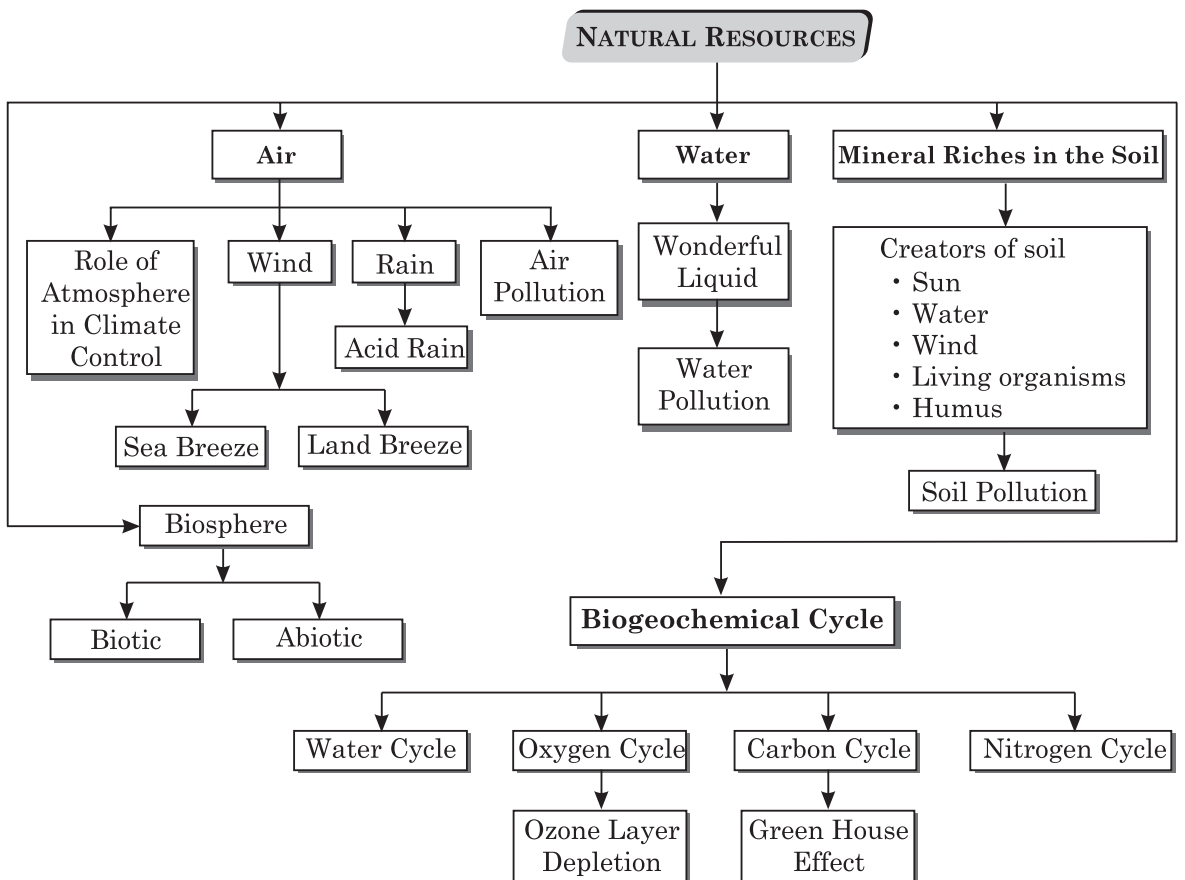 NATURAL RESOURCES
Air
Water
Mineral Riches in the Soil
Role of
Atmosphere
in Climate
Control
Wind
Rain
Air
Pollution
Acid Rain
Sea Breeze
Land Breeze
Wonderful
Liquid
Water
Pollution
Creators of soil
• Sun
• Water
• Wind
• Living organisms
• Humus
Soil Pollution
Biosphere
Biotic
Abiotic
Biogeochemical Cycle
Water Cycle
Oxygen Cycle
Carbon Cycle
Nitrogen Cycle
Ozone Layer
Depletion
Green House
Effect